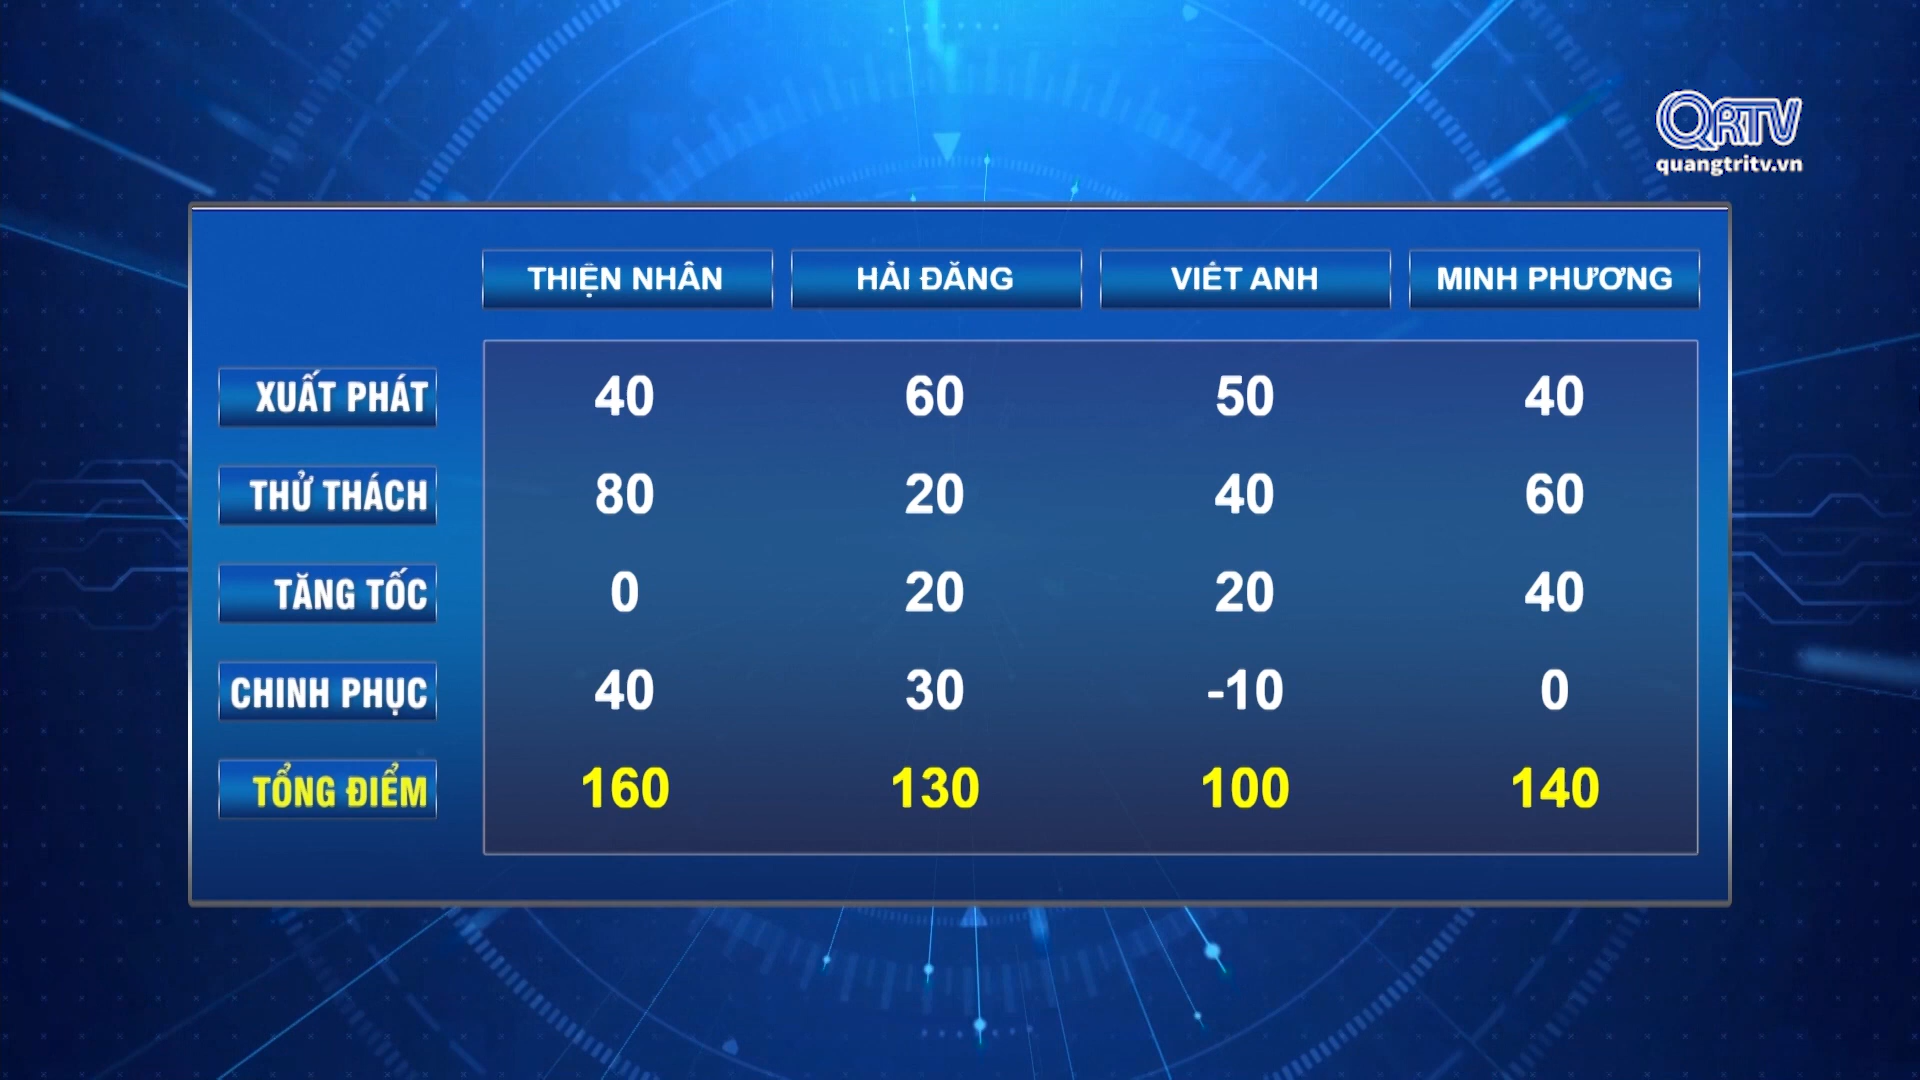 QRTV
quangtritv.vn
THIỆN NHÂN HẢI ĐĂNG VIẾT ANH MINH PHƯƠNG
XUẤT PHÁT 40 60 50 40
THỬ THÁCH 80 20 40 60
TĂNG TỐC 0 20 20 40
CHINH PHỤC 40 30 -10 0
TỔNG ĐIỂM 160 130 100 140